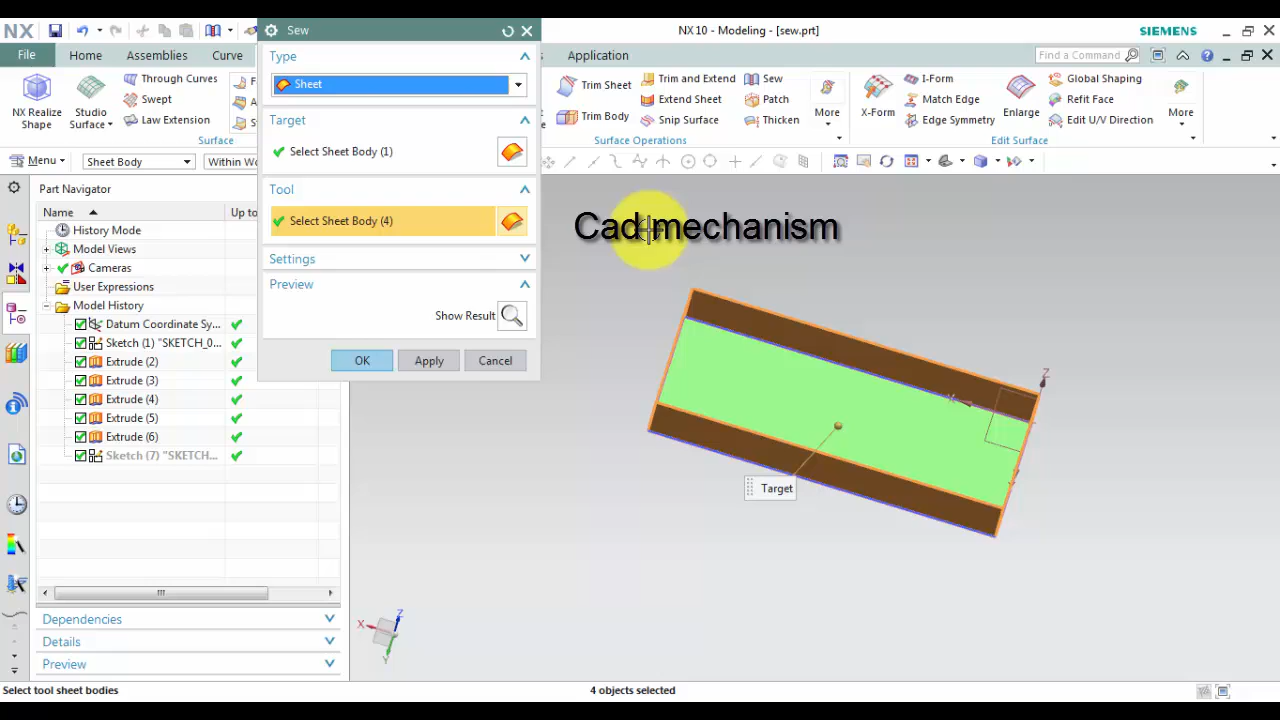 NX
NX 10 - Modeling - [sew.prt]
SIEMENS
File
Home
Assemblies
Curve
Application
Find a Command
NX Realize
Shape
Studio
Surface
Through Curves
Swept
Law Extension
Surface
Trim Sheet
Trim Body
Trim and Extend
Extend Sheet
Snip Surface
Sew
Patch
Thicken
More
Surface Operations
X-Form
I-Form
Match Edge
Edge Symmetry
Enlarge
Global Shaping
Refit Face
Edit U/V Direction
More
Edit Surface
Menu
Sheet Body
Within Wo
Part Navigator
Name
Up to
History Mode
Model Views
Cameras
User Expressions
Model History
Datum Coordinate Sy...
Sketch (1) "SKETCH_0...
Extrude (2)
Extrude (3)
Extrude (4)
Extrude (5)
Extrude (6)
Sketch (7) "SKETCH...
Dependencies
Details
Preview
Sew
Type
Sheet
Target
Select Sheet Body (1)
Tool
Select Sheet Body (4)
Settings
Preview
Show Result
OK
Apply
Cancel
Cad mechanism
Z
Target
X
Y
Z
Select tool sheet bodies
4 objects selected